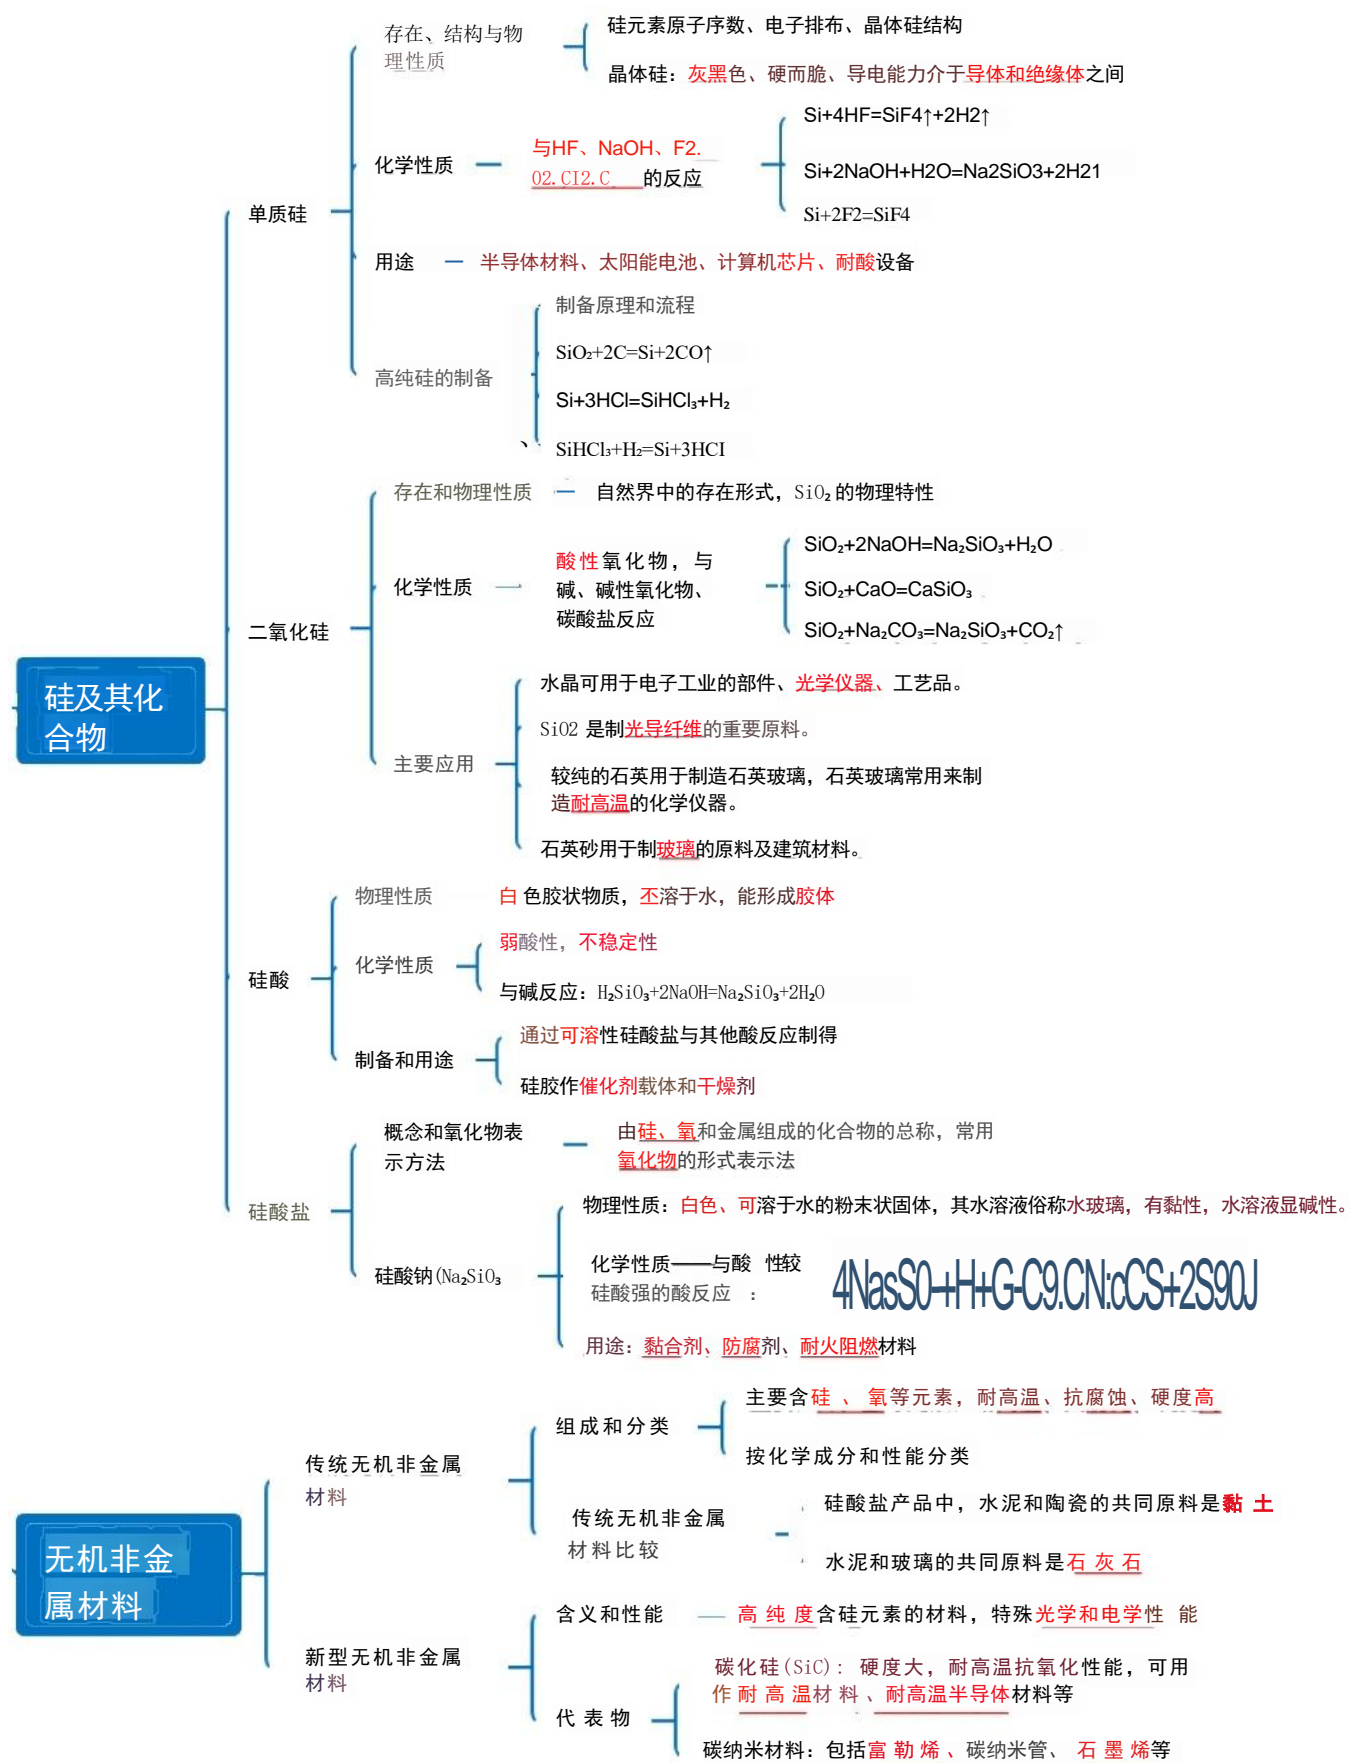 硅及其化
合物
单质硅
存在、结构与物
理性质
硅元素原子序数、电子排布、晶体硅结构
晶体硅：灰黑色、硬而脆、导电能力介于导体和绝缘体之间
化学性质
与HF、NaOH、F2.
02.CI2.C 的反应
Si+4HF=SiF4↑+2H2↑
Si+2NaOH+H2O=Na2SiO3+2H21
Si+2F2=SiF4
用途
半导体材料、太阳能电池、计算机芯片、耐酸设备
高纯硅的制备
制备原理和流程
SiO₂+2C=Si+2CO↑
Si+3HCl=SiHCl₃+H₂
、 SiHCl₃+H₂=Si+3HCI
二氧化硅
存在和物理性质
自然界中的存在形式，SiO₂ 的物理特性
化学性质
酸性氧化物，与
碱、碱性氧化物、
碳酸盐反应
SiO₂+2NaOH=Na₂SiO₃+H₂O
SiO₂+CaO=CaSiO₃
SiO₂+Na₂CO₃=Na₂SiO₃+CO₂↑
主要应用
水晶可用于电子工业的部件、光学仪器、工艺品。
SiO2 是制光导纤维的重要原料。
较纯的石英用于制造石英玻璃，石英玻璃常用来制
造耐高温的化学仪器。
石英砂用于制玻璃的原料及建筑材料。
硅酸
物理性质
白 色胶状物质，丕溶于水，能形成胶体
化学性质
弱酸性，不稳定性
与碱反应：H₂SiO₃+2NaOH=Na₂SiO₃+2H₂O
制备和用途
通过可溶性硅酸盐与其他酸反应制得
硅胶作催化剂载体和干燥剂
硅酸盐
概念和氧化物表
示方法
由硅、氧和金属组成的化合物的总称，常用
氧化物的形式表示法
硅酸钠(Na₂SiO₃
物理性质：白色、可溶于水的粉末状固体，其水溶液俗称水玻璃，有黏性，水溶液显碱性。
化学性质——与酸 性较
硅酸强的酸反应 ：
4NasS0-+H+G-C9.CN:cCS+2S90J
用途：黏合剂、防腐剂、耐火阻燃材料
无机非金
属材料
传统无机非金属
材料
组成和分类
主要含硅 、 氧等元素，耐高温、抗腐蚀、硬度高
按化学成分和性能分类
传统无机非金属
材料比较
硅酸盐产品中，水泥和陶瓷的共同原料是黏 土
水泥和玻璃的共同原料是石 灰 石
新型无机非金属
材料
含义和性能
高 纯 度含硅元素的材料，特殊光学和电学性 能
代 表 物
碳化硅(SiC)：硬度大，耐高温抗氧化性能，可用
作 耐 高 温材 料 、耐高温半导体材料等
碳纳米材料：包括富 勒 烯 、碳纳米管、 石 墨 烯等